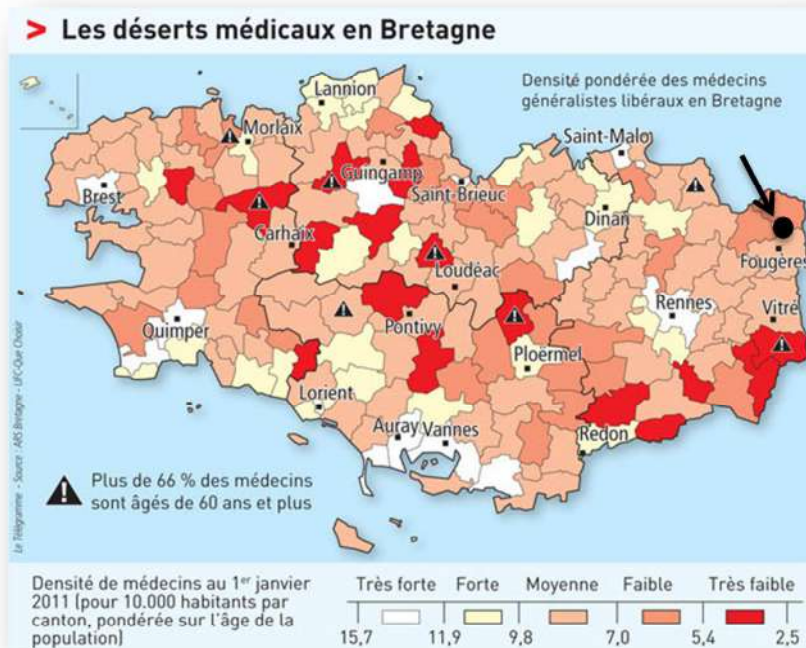 > Les déserts médicaux en Bretagne
Densité pondérée des médecins
généralistes libéraux en Bretagne
Lannion
Morlaix
Saint-Malo
Guingamp
Brest
Saint-Brieuc
Dinan
Carhaix
Fougères
Loudéac
Rennes
Vitré
Quimper
Pontivy
Ploërmel
Lorient
Auray
Vannes
Redon
! Plus de 66 % des médecins
sont âgés de 60 ans et plus
Le Télégramme - Source : ARS Bretagne - UFC-Que Choisir
Densité de médecins au 1er janvier
2011 (pour 10.000 habitants par
canton, pondérée sur l'âge de la
population)
Très forte Forte Moyenne Faible Très faible
15,7 11,9 9,8 7,0 5,4 2,5